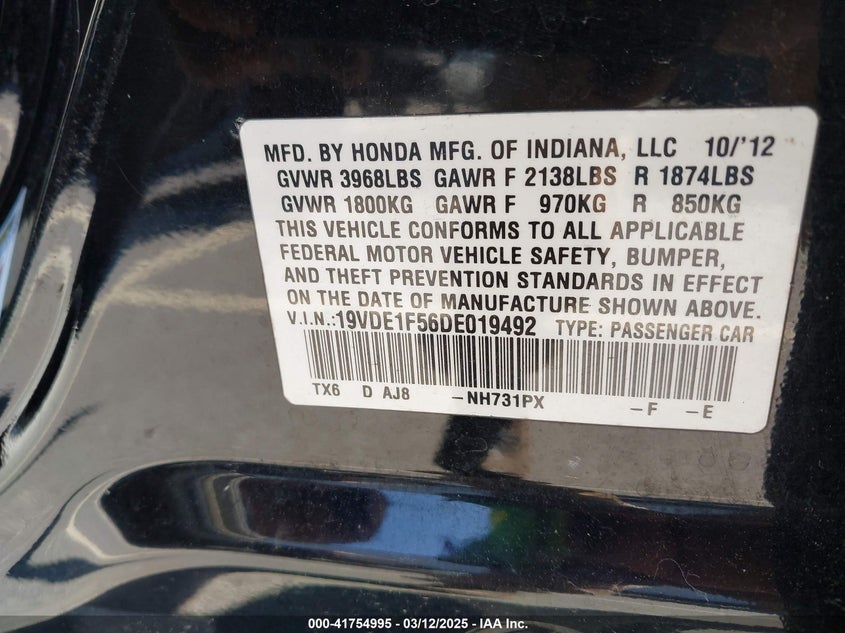 MFD. BY HONDA MFG. OF INDIANA, LLC 10/'12
GVWR 3968LBS GAWR F 2138LBS R 1874LBS
GVWR 1800KG GAWR F 970KG R 850KG
THIS VEHICLE CONFORMS TO ALL APPLICABLE
FEDERAL MOTOR VEHICLE SAFETY, BUMPER,
AND THEFT PREVENTION STANDARDS IN EFFECT
ON THE DATE OF MANUFACTURE SHOWN ABOVE.
V.I.N.:19VDE1F56DE019492 TYPE: PASSENGER CAR
TX6 D AJ8 -NH731PX -F -E
000-41754995 - 03/12/2025 - IAA Inc.